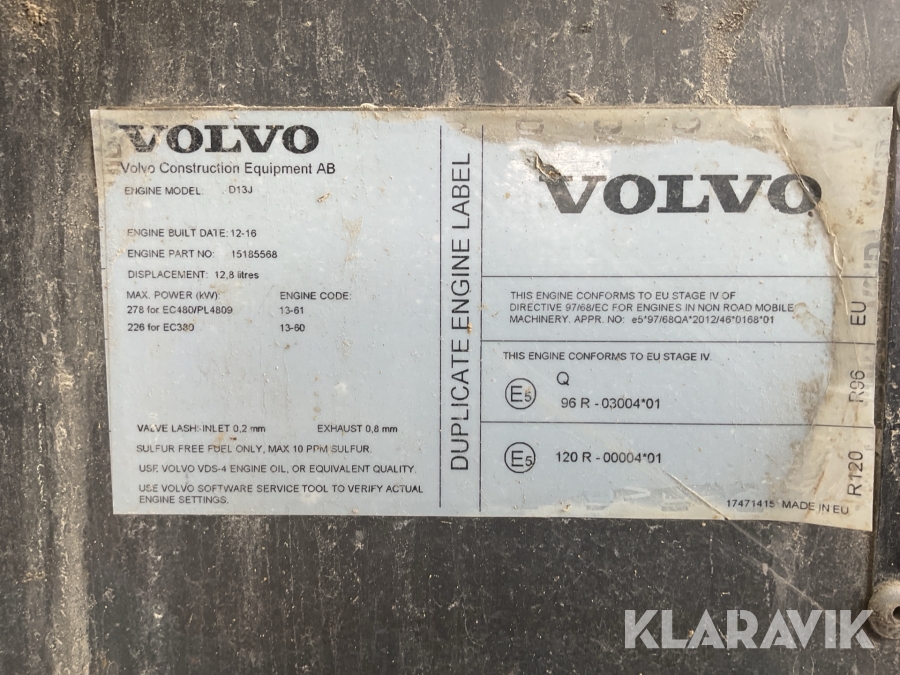 VOLVO
Volvo Construction Equipment AB
ENGINE MODEL: D13J
ENGINE BUILT DATE: 12-16
ENGINE PART NO: 15185568
DISPLACEMENT: 12,8 litres
MAX. POWER (kW): ENGINE CODE:
278 for EC480/PL4809 13-61
226 for EC380 13-60
VALVE LASH: INLET 0,2 mm EXHAUST 0,8 mm
SULFUR FREE FUEL ONLY, MAX 10 PPM SULFUR.
USE VOLVO VDS-4 ENGINE OIL, OR EQUIVALENT QUALITY.
USE VOLVO SOFTWARE SERVICE TOOL TO VERIFY ACTUAL
ENGINE SETTINGS.
DUPLICATE ENGINE LABEL
VOLVO
THIS ENGINE CONFORMS TO EU STAGE IV OF
DIRECTIVE 97/68/EC FOR ENGINES IN NON ROAD MOBILE
MACHINERY. APPR. NO: e5*97/68QA*2012/46*0168*01
EU
THIS ENGINE CONFORMS TO EU STAGE IV.
E5 Q
96 R - 03004*01
R96
E5 120 R - 00004*01
R120
17471415 MADE IN EU
KLARAVIK